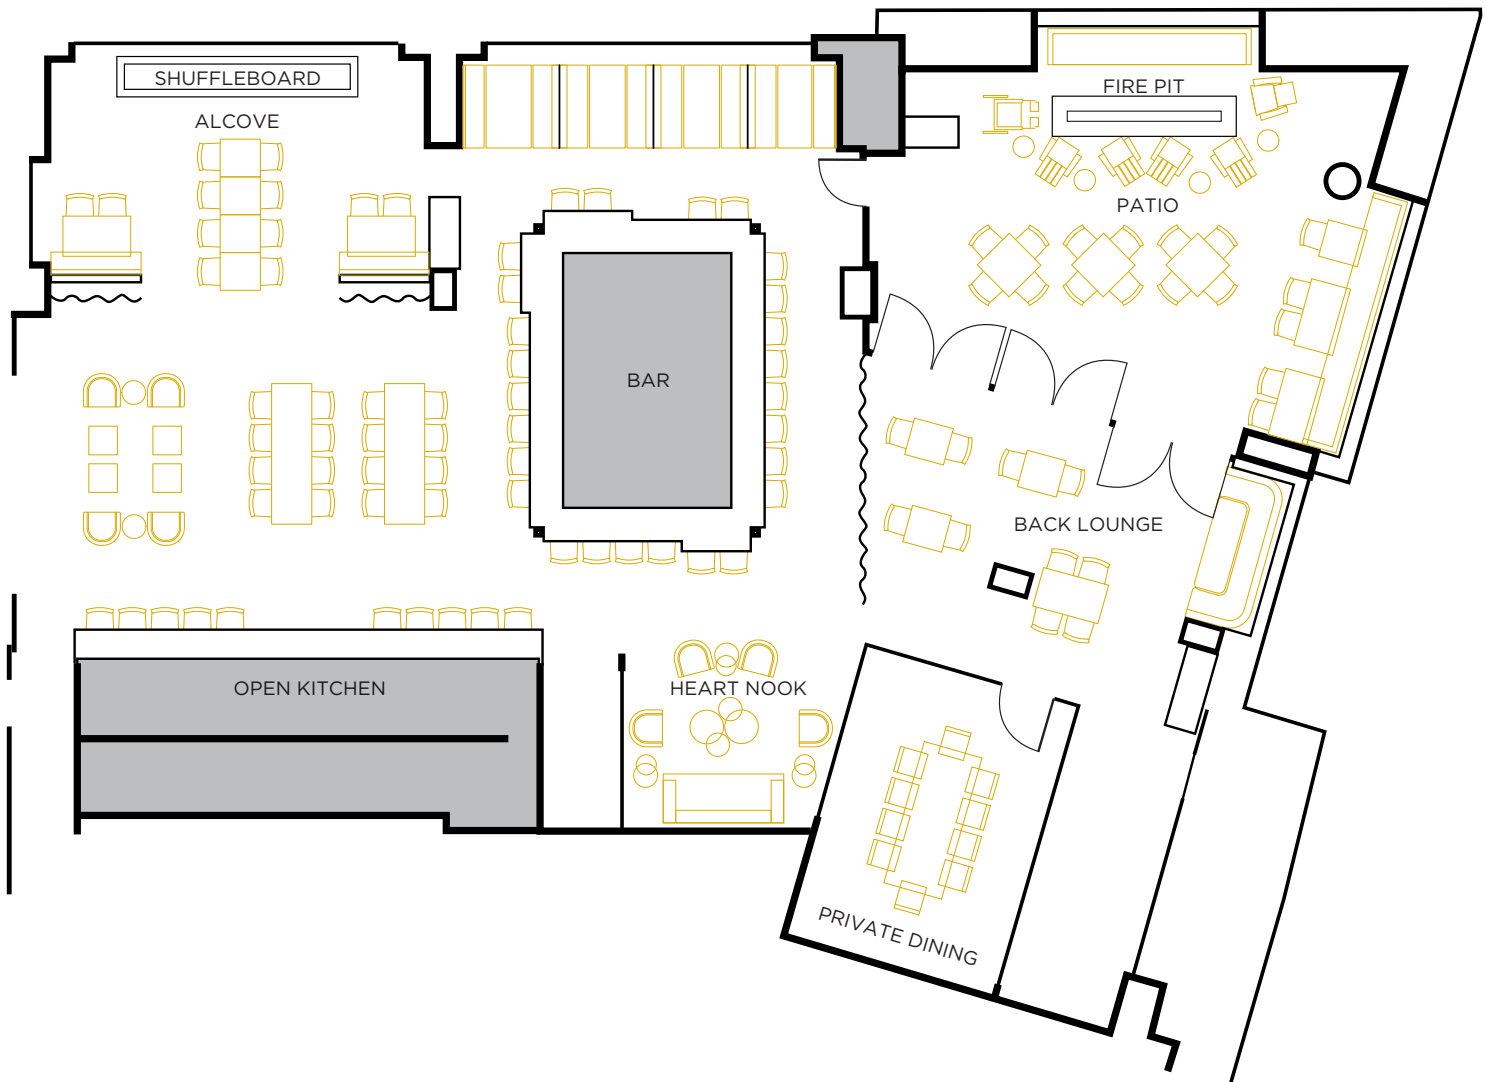 SHUFFLEBOARD
ALCOVE
FIRE PIT
PATIO
BAR
BACK LOUNGE
OPEN KITCHEN
HEART NOOK
PRIVATE DINING